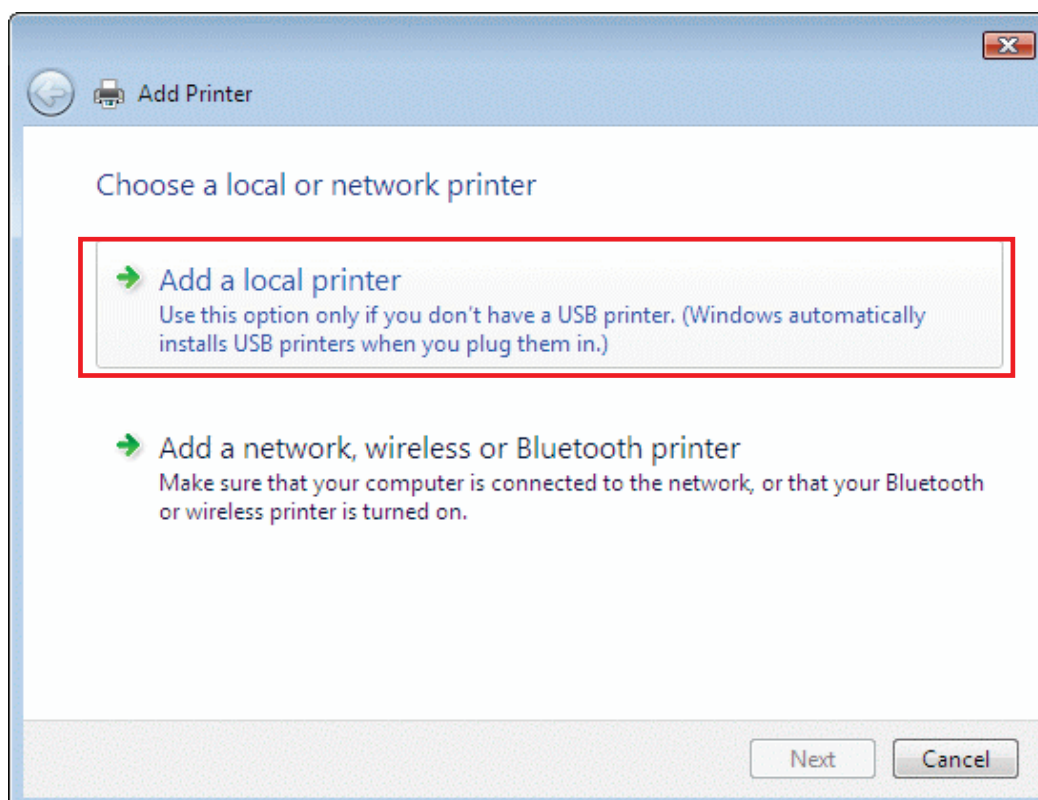 Add Printer
Choose a local or network printer
Add a local printer
Use this option only if you don't have a USB printer. (Windows automatically
installs USB printers when you plug them in.)
Add a network, wireless or Bluetooth printer
Make sure that your computer is connected to the network, or that your Bluetooth
or wireless printer is turned on.
Next Cancel